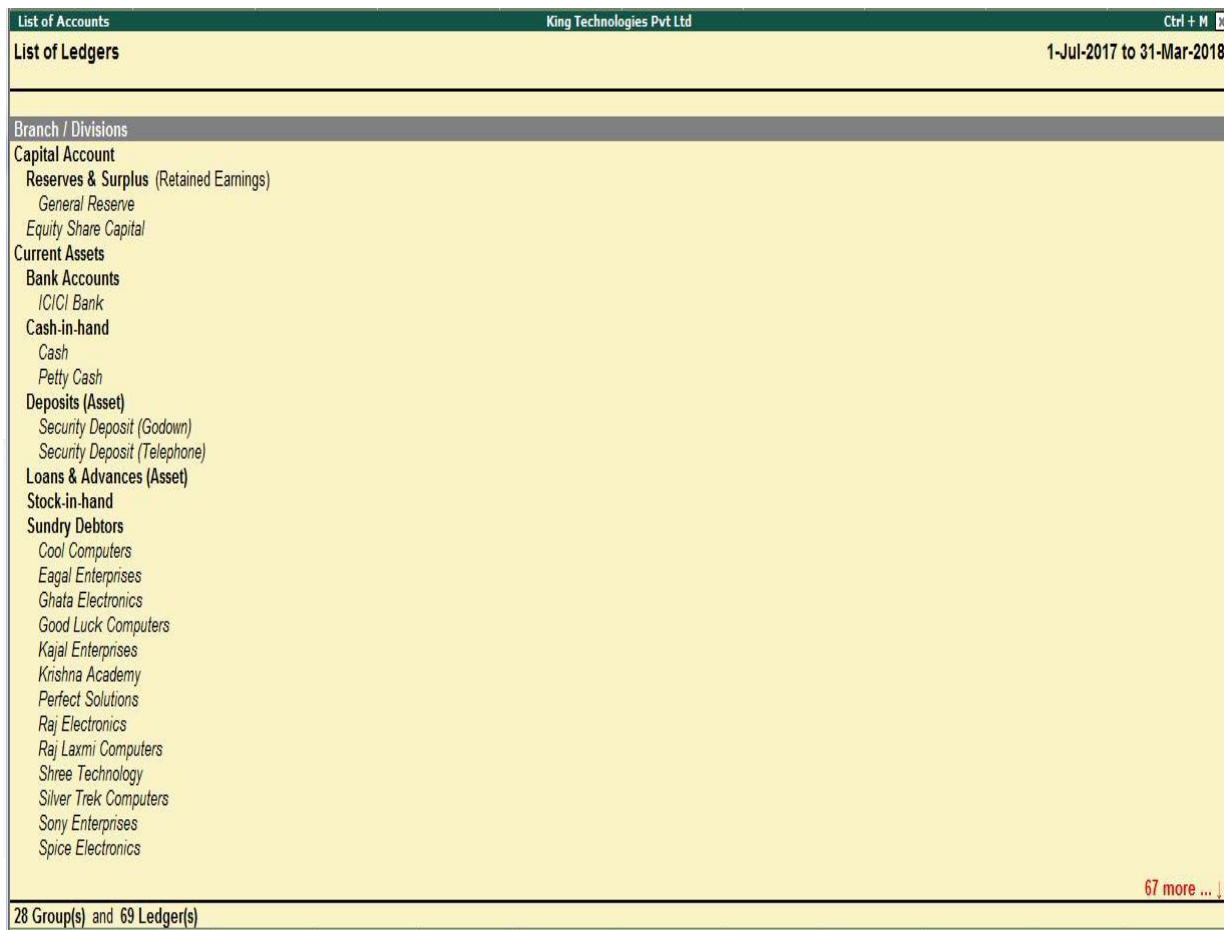 List of Accounts King Technologies Pvt Ltd Ctrl + M x
List of Ledgers 1-Jul-2017 to 31-Mar-2018
Branch / Divisions
Capital Account
Reserves & Surplus (Retained Earnings)
General Reserve
Equity Share Capital
Current Assets
Bank Accounts
ICICI Bank
Cash-in-hand
Cash
Petty Cash
Deposits (Asset)
Security Deposit (Godown)
Security Deposit (Telephone)
Loans & Advances (Asset)
Stock-in-hand
Sundry Debtors
Cool Computers
Eagal Enterprises
Ghata Electronics
Good Luck Computers
Kajal Enterprises
Krishna Academy
Perfect Solutions
Raj Electronics
Raj Laxmi Computers
Shree Technology
Silver Trek Computers
Sony Enterprises
Spice Electronics
67 more ... ↓
28 Group(s) and 69 Ledger(s)